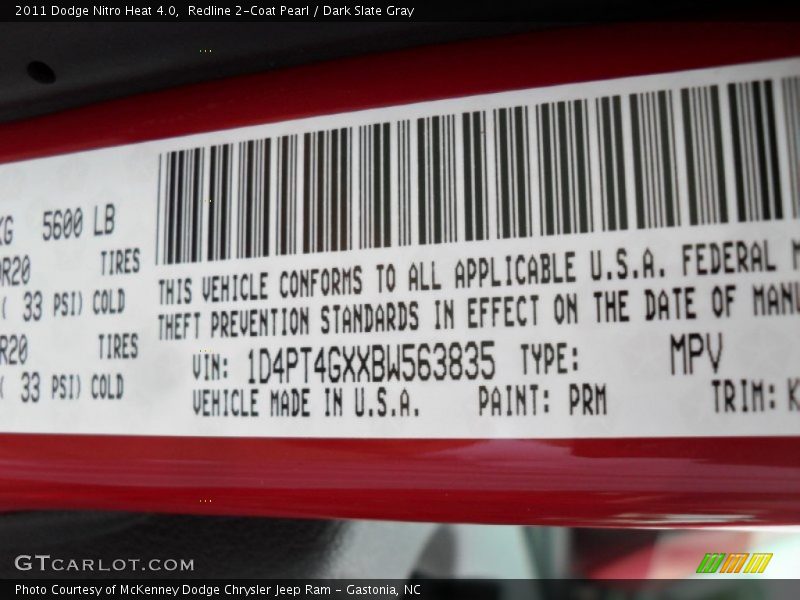 2011 Dodge Nitro Heat 4.0,  Redline 2-Coat Pearl / Dark Slate Gray
5600 LB
TIRES
33 PSI) COLD
TIRES
33 PSI) COLD
THIS VEHICLE CONFORMS TO ALL APPLICABLE U.S.A. FEDERAL
THEFT PREVENTION STANDARDS IN EFFECT ON THE DATE OF
VIN: 1D4PT4GXXBW563835 TYPE: MPV
VEHICLE MADE IN U.S.A. PAINT: PRM TRIM:
GTCARLOT.COM
Photo Courtesy of McKenney Dodge Chrysler Jeep Ram - Gastonia, NC